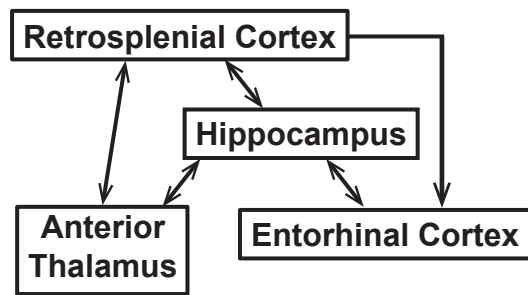 Retrosplenial Cortex
Hippocampus
Anterior
Thalamus
Entorhinal Cortex